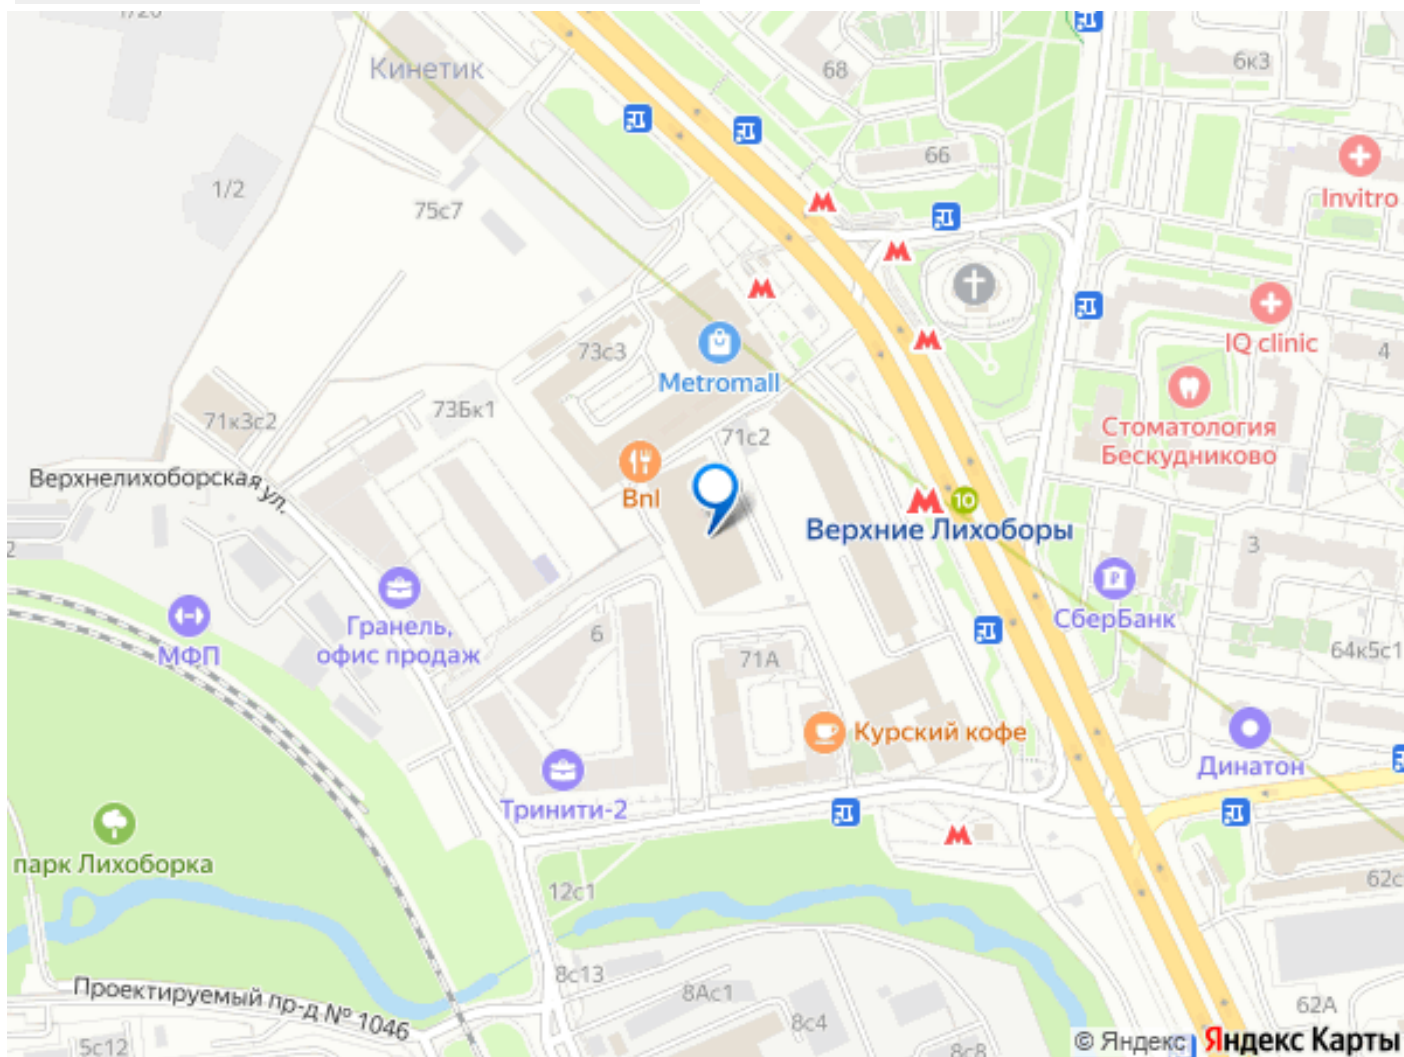 Кинетик
68
6к3
66
1/2
75с7
Invitro
73с3
Metromall
IQ clinic
4
71к3с2
73Бк1
71с2
Стоматология
Бескудниково
Верхнелихоборская ул.
Bnl
10
Верхние Лихоборы
2
3
СберБанк
Гранель,
офис продаж
МФП
6
71А
64к5с1
Курский кофе
Динатон
Тринити-2
парк Лихоборка
12с1
62с
8с13
Проектируемый пр-д № 1046
8Ас1
8с4
62А
5с12
8с8
© Яндекс Яндекс Карты